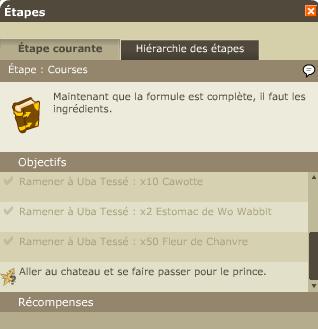 Étapes
Étape courante
Hiérarchie des étapes
Étape : Courses
Maintenant que la formule est complète, il faut les
ingrédients.
Objectifs
Ramener à Uba Tessé : x10 Cawotte
Ramener à Uba Tessé : x2 Estomac de Wo Wabbit
Ramener à Uba Tessé : x50 Fleur de Chanvre
Aller au chateau et se faire passer pour le prince.
Récompenses